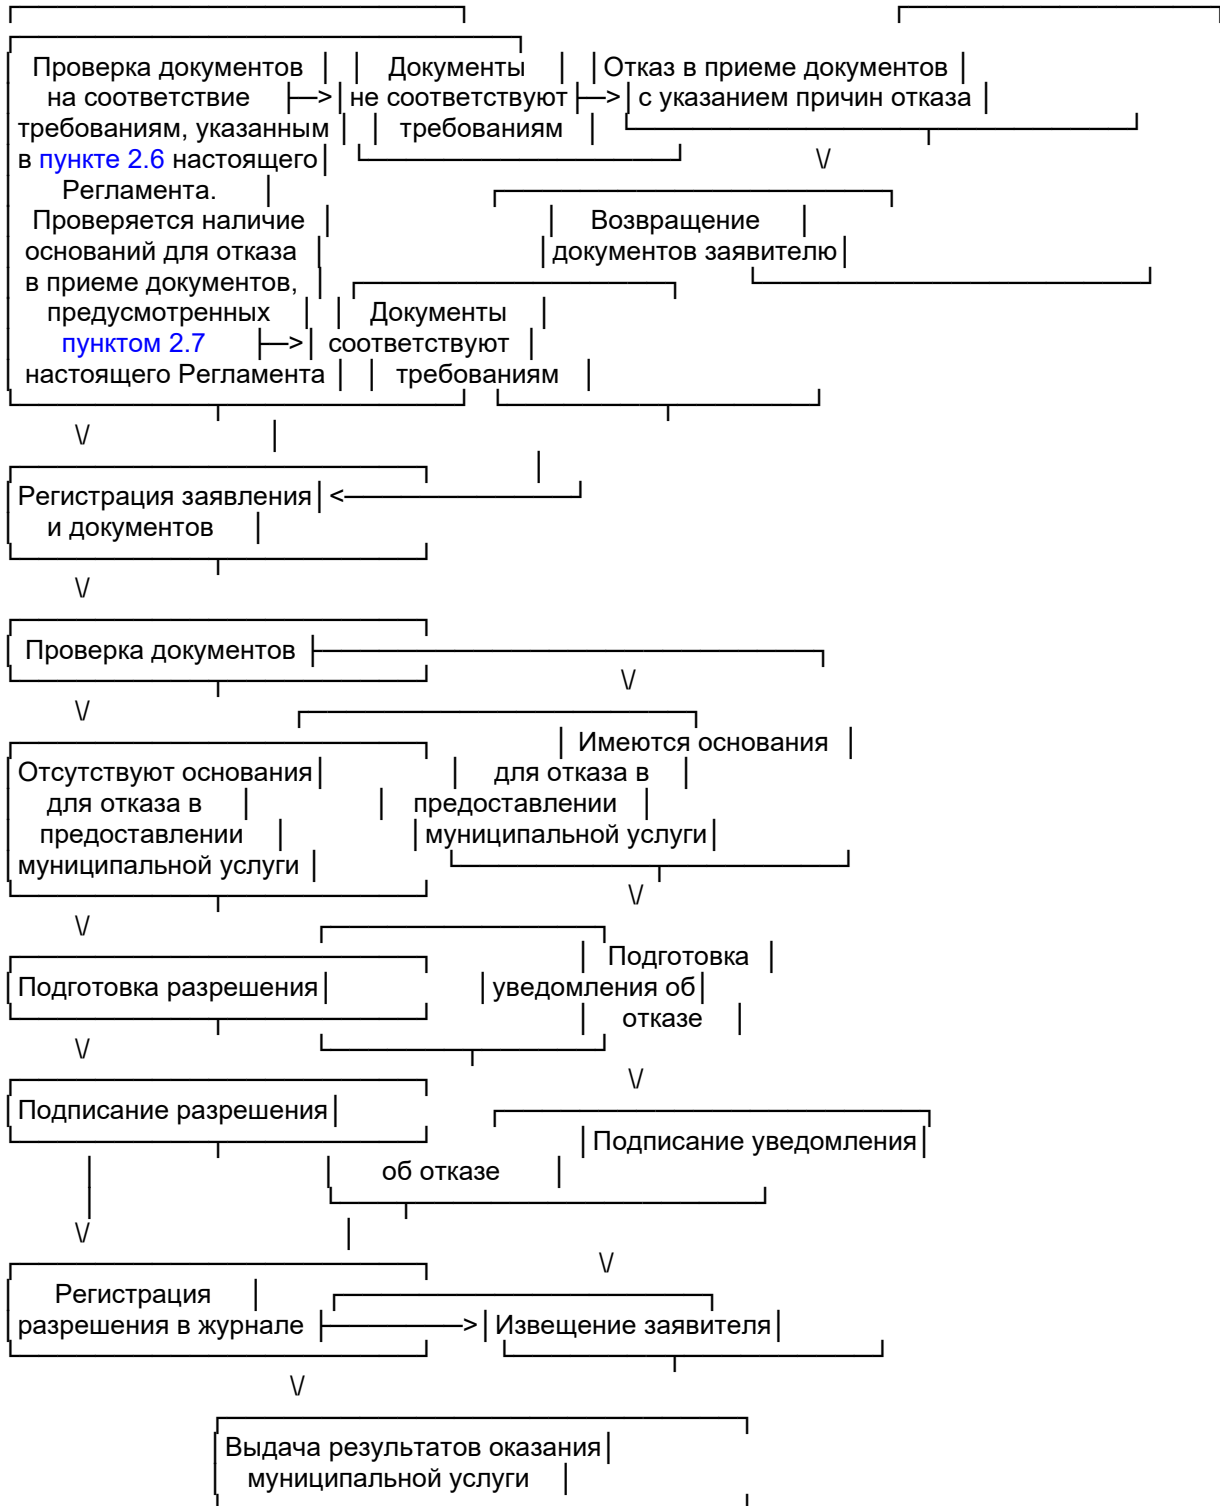 Проверка документов Документы Отказ в приеме документов
на соответствие не соответствуют с указанием причин отказа
требованиям, указанным требованиям
в пункте 2.6 настоящего
Регламента.
Проверяется наличие Возвращение
оснований для отказа документов заявителю
в приеме документов,
предусмотренных Документы
пунктом 2.7 соответствуют
настоящего Регламента требованиям
Регистрация заявления
и документов
Проверка документов
Имеются основания
Отсутствуют основания для отказа в
для отказа в предоставлении
предоставлении муниципальной услуги
муниципальной услуги
Подготовка
Подготовка разрешения уведомления об
отказе
Подписание разрешения
Подписание уведомления
об отказе
Регистрация
разрешения в журнале Извещение заявителя
Выдача результатов оказания
муниципальной услуги